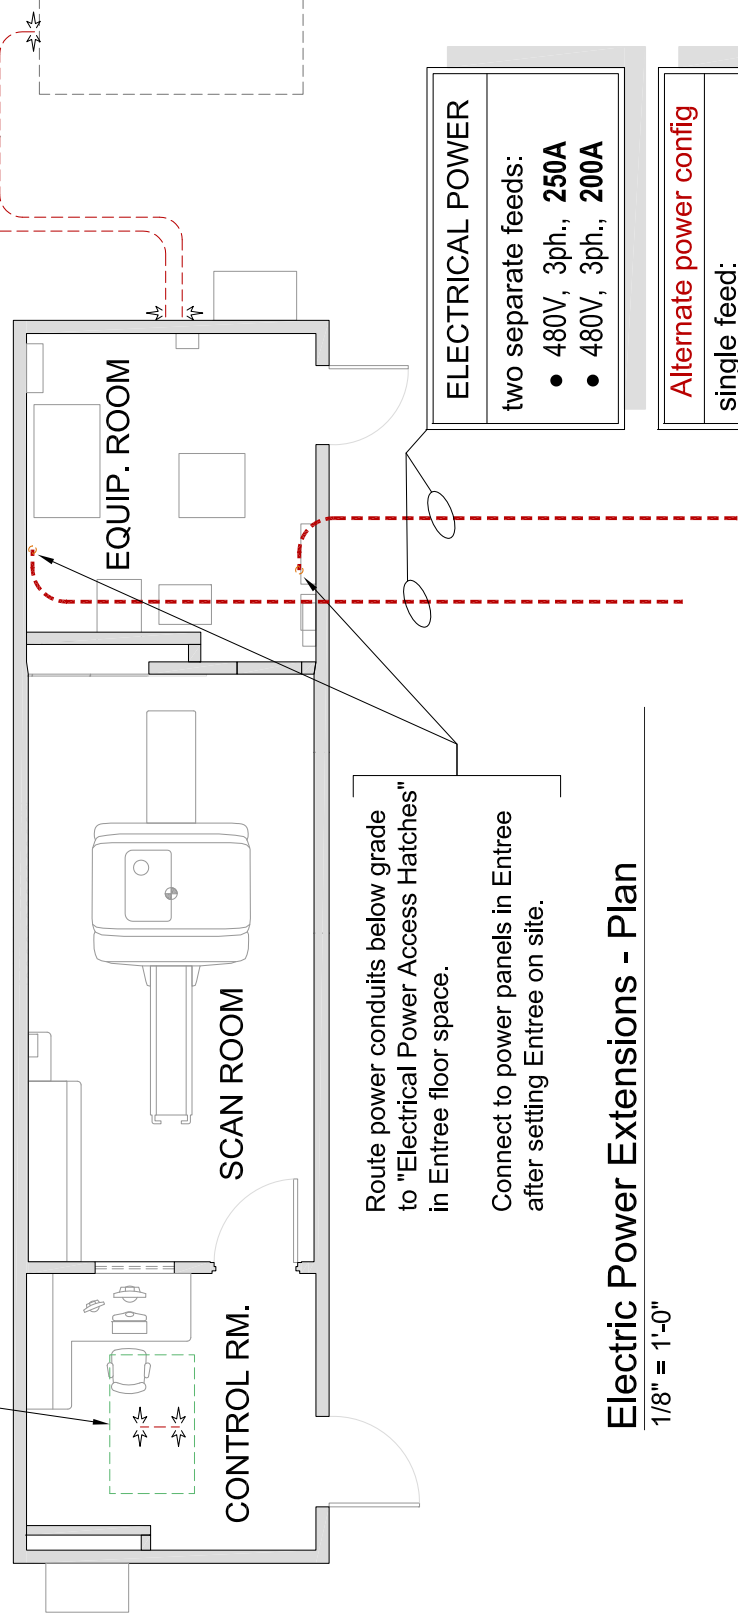 EQUIP. ROOM
SCAN ROOM
CONTROL RM.
ELECTRICAL POWER
two separate feeds:
● 480V, 3ph., 250A
● 480V, 3ph., 200A
Alternate power config
single feed:
Route power conduits below grade
to "Electrical Power Access Hatches"
in Entree floor space.
Connect to power panels in Entree
after setting Entree on site.
Electric Power Extensions - Plan
1/8" = 1'-0"